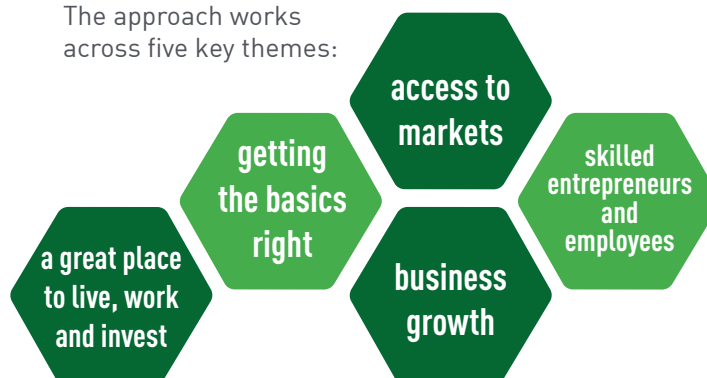 The approach works
across five key themes:
access to
markets
getting
the basics
right
skilled
entrepreneurs
and
employees
a great place
to live, work
and invest
business
growth